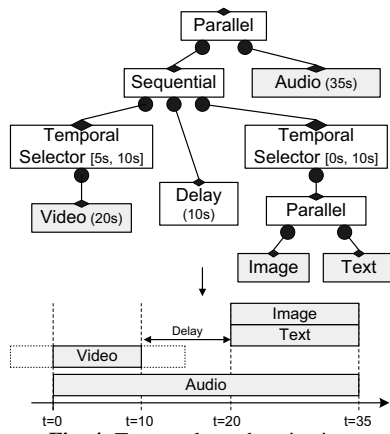 Parallel
Sequential
Audio (35s)
Temporal
Selector [5s, 10s]
Temporal
Selector [0s, 10s]
Delay
(10s)
Video (20s)
Parallel
Image
Text
Image
Delay
Text
Video
Audio
t=0
t=10
t=20
t=35